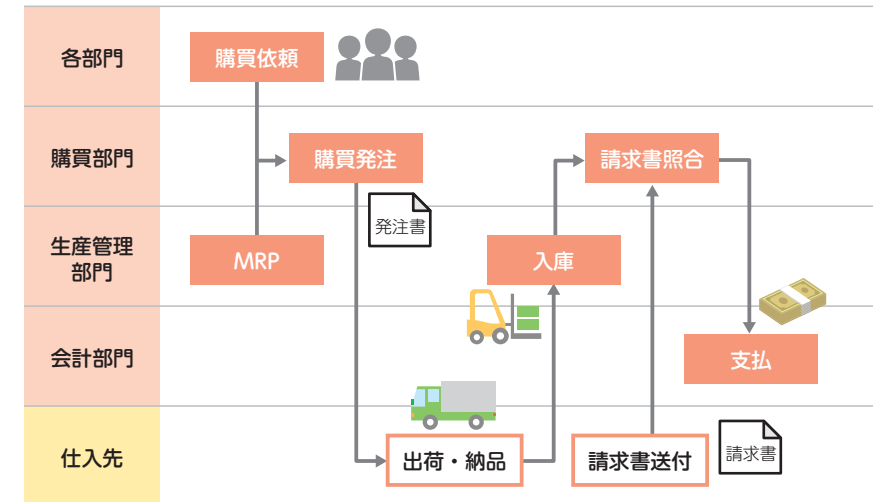 各部門
購買依頼
購買部門
購買発注
請求書照合
発注書
生産管理
部門
MRP
入庫
会計部門
支払
仕入先
出荷・納品
請求書送付
請求書